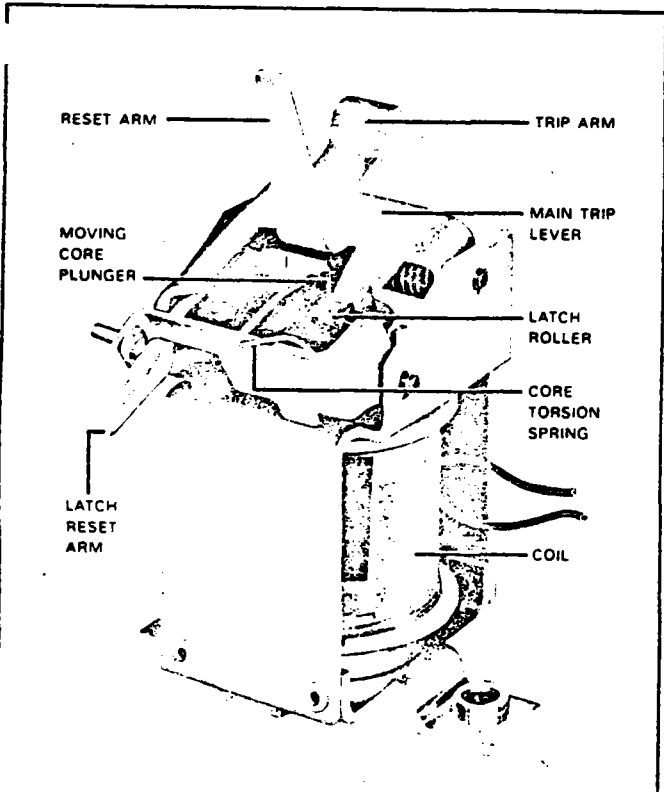 RESET ARM
TRIP ARM
MOVING
CORE
PLUNGER
MAIN TRIP
LEVER
LATCH
ROLLER
CORE
TORSION
SPRING
LATCH
RESET
ARM
COIL